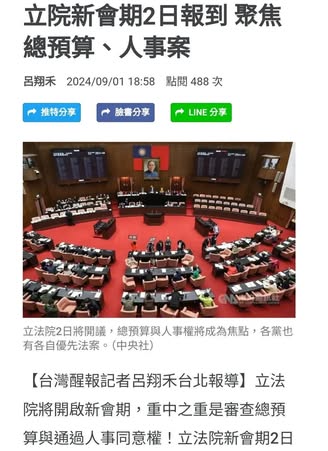 立院新會期2日報到 聚焦
總預算、人事案
呂翔禾 2024/09/01 18:58 點閱 488 次
推特分享
臉書分享
LINE 分享
立法院2日將開議，總預算與人事權將成為焦點，各黨也
有各自優先法案。（中央社）
【台灣醒報記者呂翔禾台北報導】立法
院將開啟新會期，重中之重是審查總預
算與通過人事同意權！立法院新會期2日